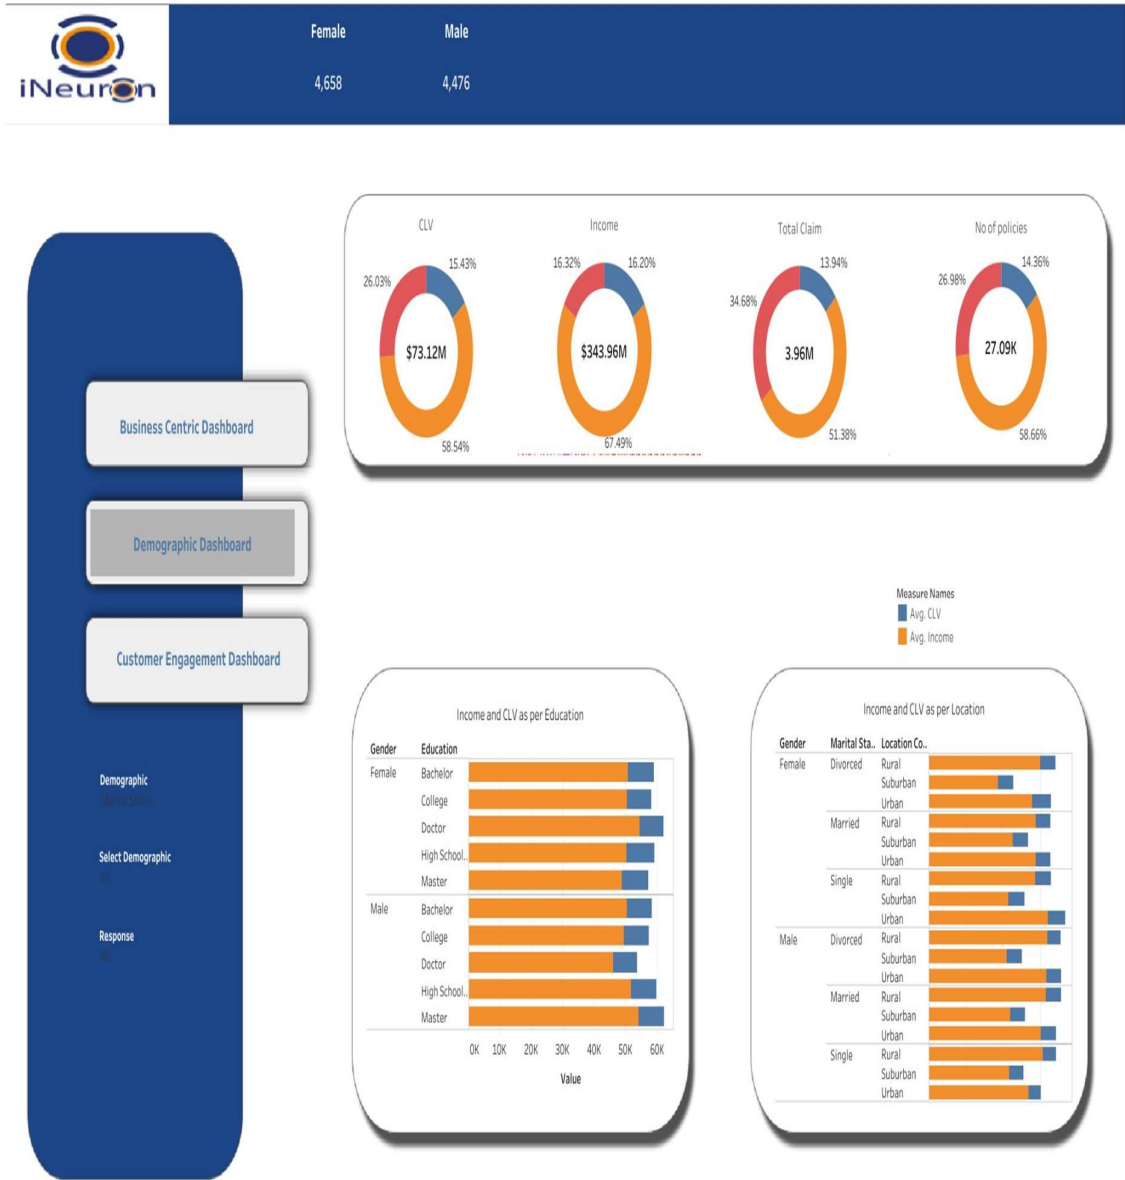 iNeuron
Female Male
4,658 4,476
CLV Income Total Claim No of policies
26.03% 15.43% 16.32% 16.20% 34.68% 13.94% 26.98% 14.36%
$73.12M $343.96M 3.96M 27.09K
58.54% 67.49% 51.38% 58.66%
Business Centric Dashboard
Demographic Dashboard
Customer Engagement Dashboard
Demographic
Select Demographic
Response
Measure Names
Avg. CLV
Avg. Income
Income and CLV as per Education
Gender Education
Female Bachelor
College
Doctor
High School..
Master
Male Bachelor
College
Doctor
High School..
Master
0K 10K 20K 30K 40K 50K 60K
Value
Income and CLV as per Location
Gender Marital Sta.. Location Co..
Female Divorced Rural
Suburban
Urban
Married Rural
Suburban
Urban
Single Rural
Suburban
Urban
Male Divorced Rural
Suburban
Urban
Married Rural
Suburban
Urban
Single Rural
Suburban
Urban